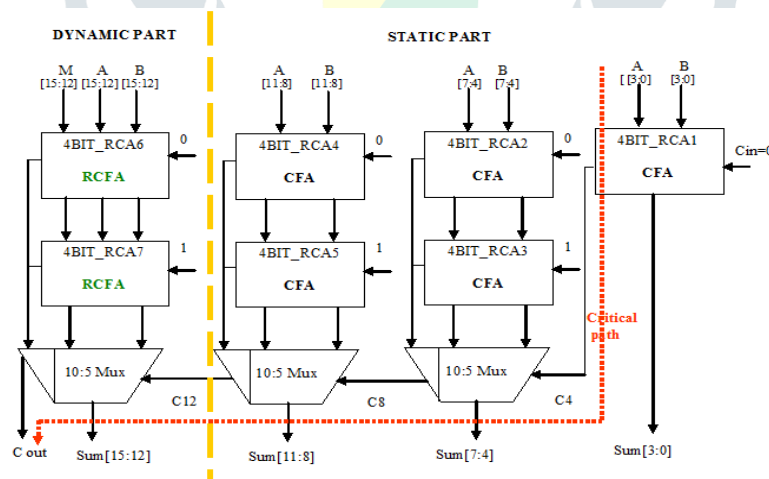 DYNAMIC PART
STATIC PART
M A B
[15:12] [15:12] [15:12]
A B
[11:8] [11:8]
A B
[7:4] [7:4]
A B
[ [3:0] [3:0]
4BIT_RCA6
RCFA
0
4BIT_RCA4
CFA
0
4BIT_RCA2
CFA
0
4BIT_RCA1
CFA
Cin=0
4BIT_RCA7
RCFA
1
4BIT_RCA5
CFA
1
4BIT_RCA3
CFA
1
Critical
path
10:5 Mux
C12
10:5 Mux
C8
10:5 Mux
C4
C out
Sum[15:12]
Sum[11:8]
Sum[7:4]
Sum[3:0]